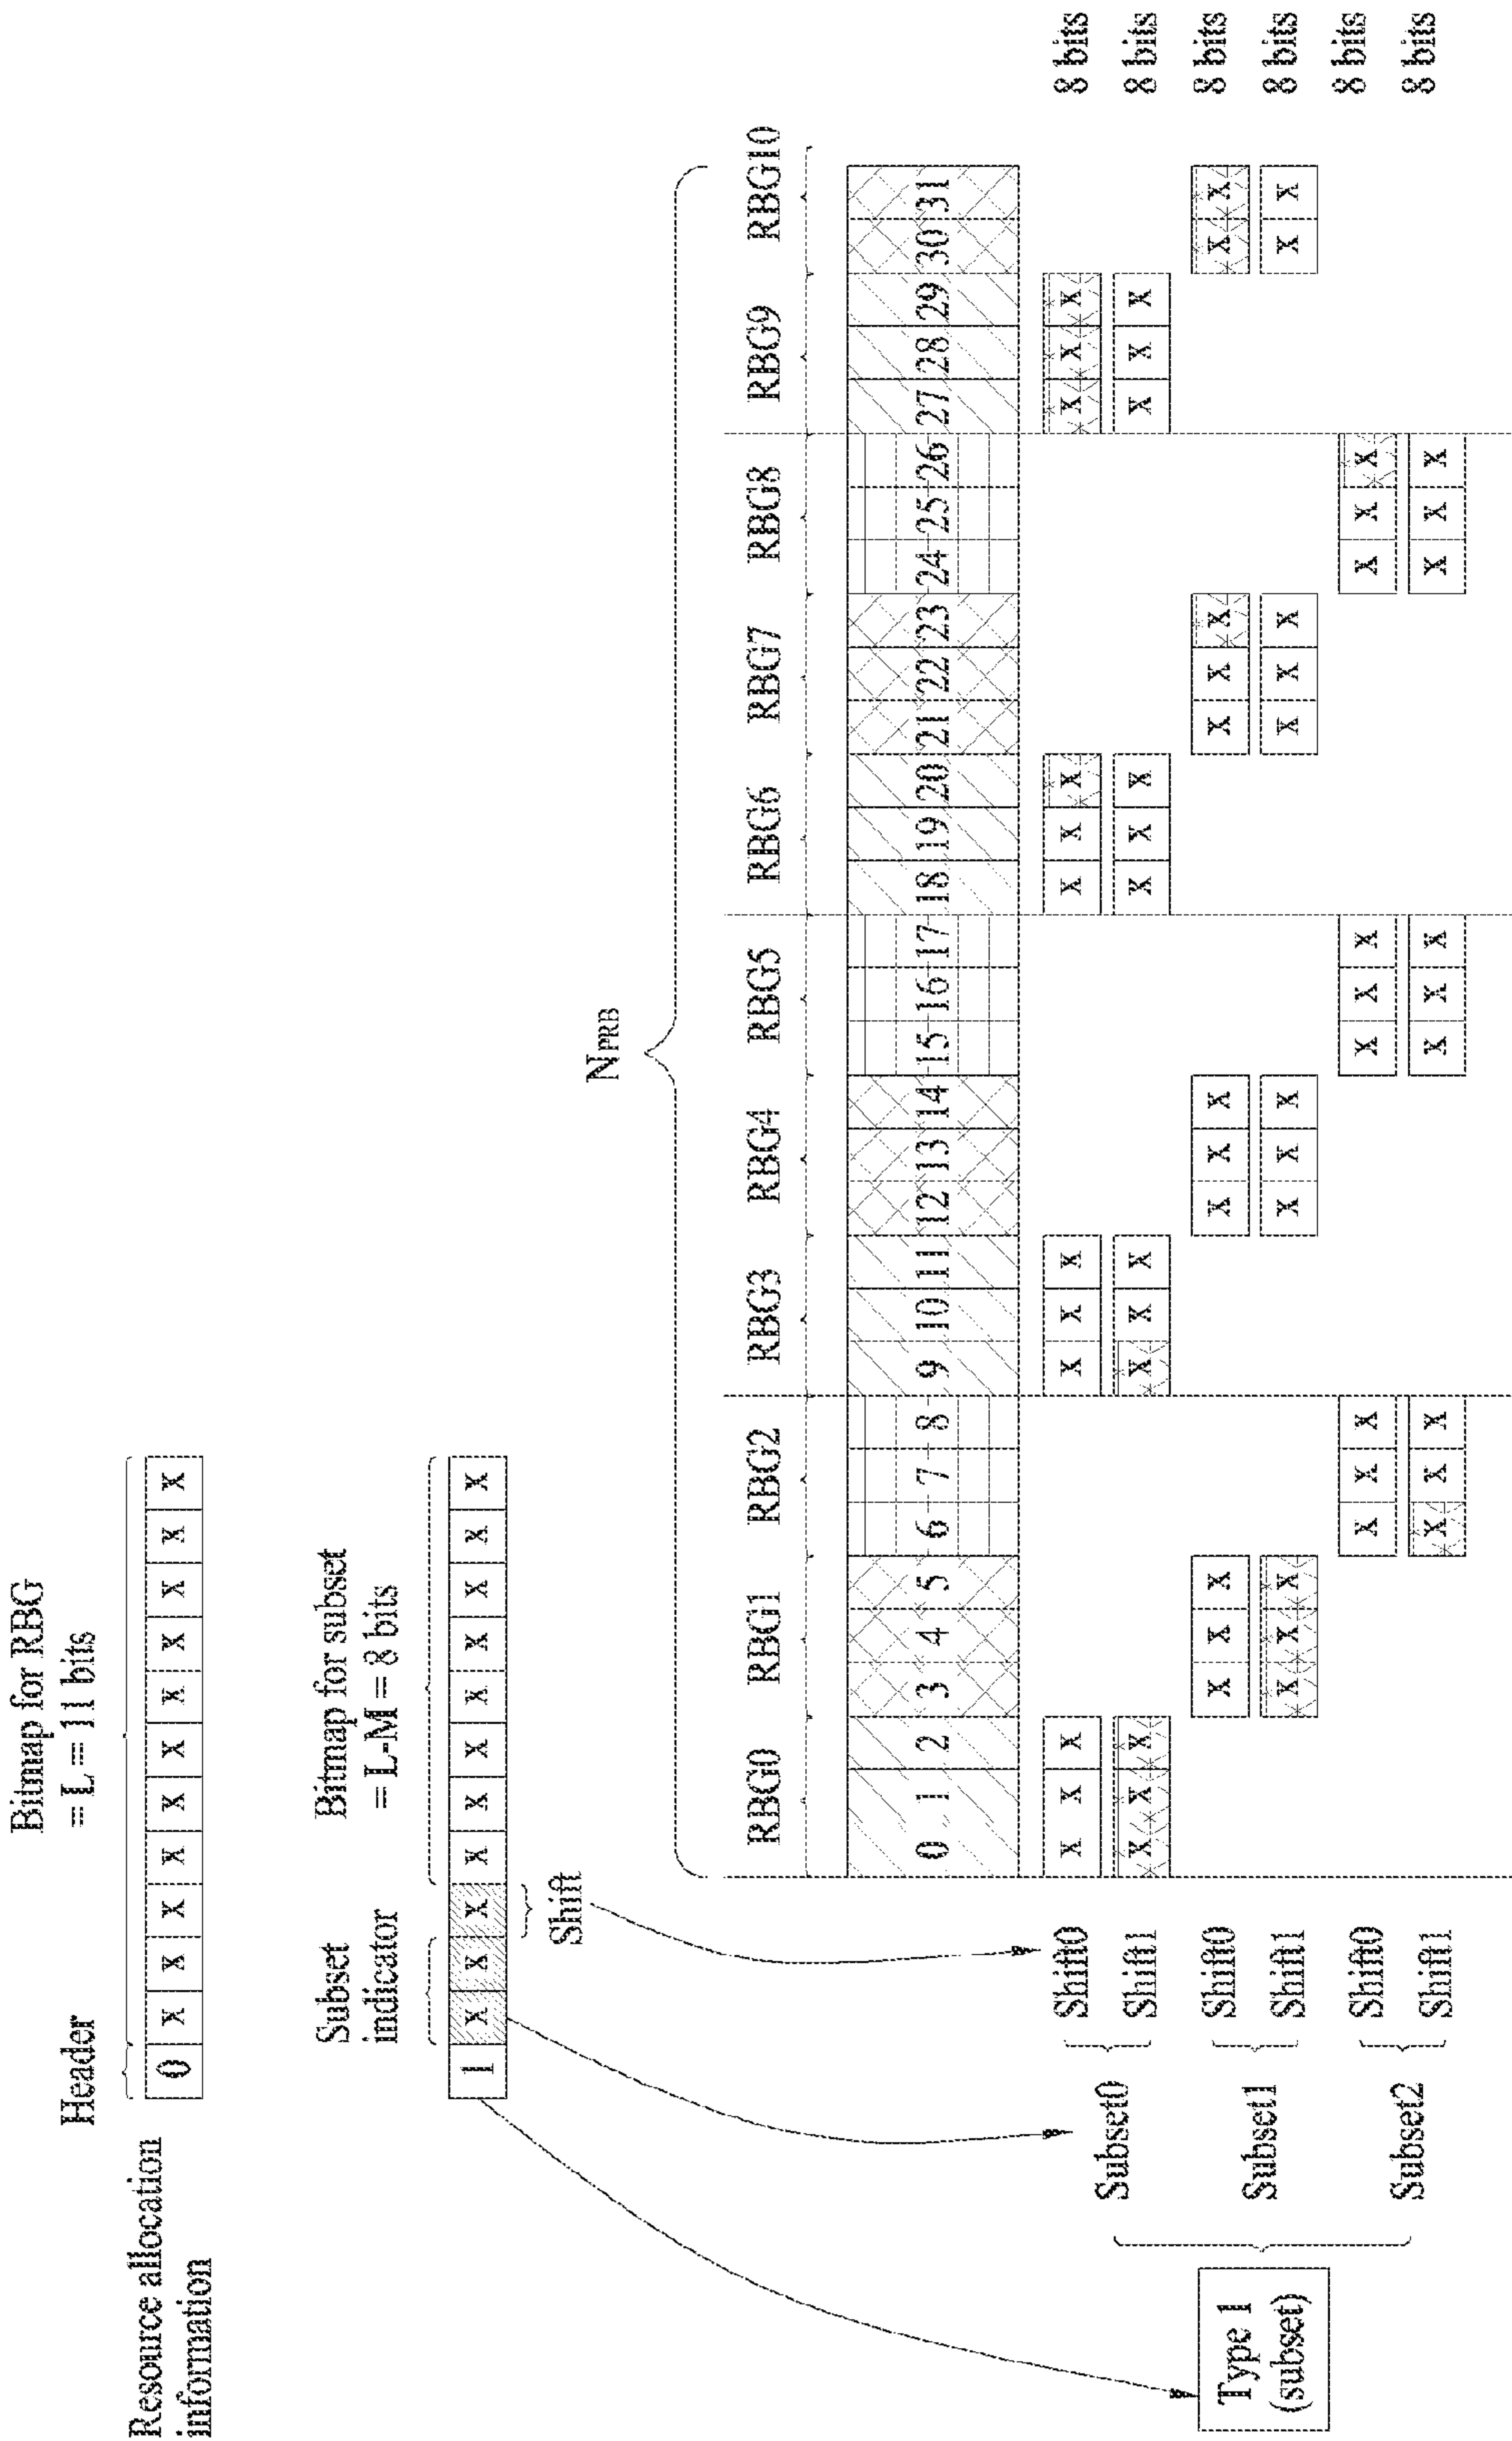 Header
Bitmap for RBG
= L = 11 bits
Resource allocation
information
0 X X X X X X X X X X X
Subset
indicator
Bitmap for subset
= L-M = 8 bits
1 X X X X X X X X X X X
Shift
NPRB
RBG0 RBG1 RBG2 RBG3 RBG4 RBG5 RBG6 RBG7 RBG8 RBG9 RBG10
0 1 2 3 4 5 6 7 8 9 10 11 12 13 14 15 16 17 18 19 20 21 22 23 24 25 26 27 28 29 30 31
Type 1
(subset)
Subset0
Shift0 X X X X X X X X X X X X 8 bits
Shift1 X X X X X X X X X X X X 8 bits
Subset1
Shift0 X X X X X X X X X X X 8 bits
Shift1 X X X X X X X X X X X 8 bits
Subset2
Shift0 X X X X X X X X X 8 bits
Shift1 X X X X X X X X X 8 bits